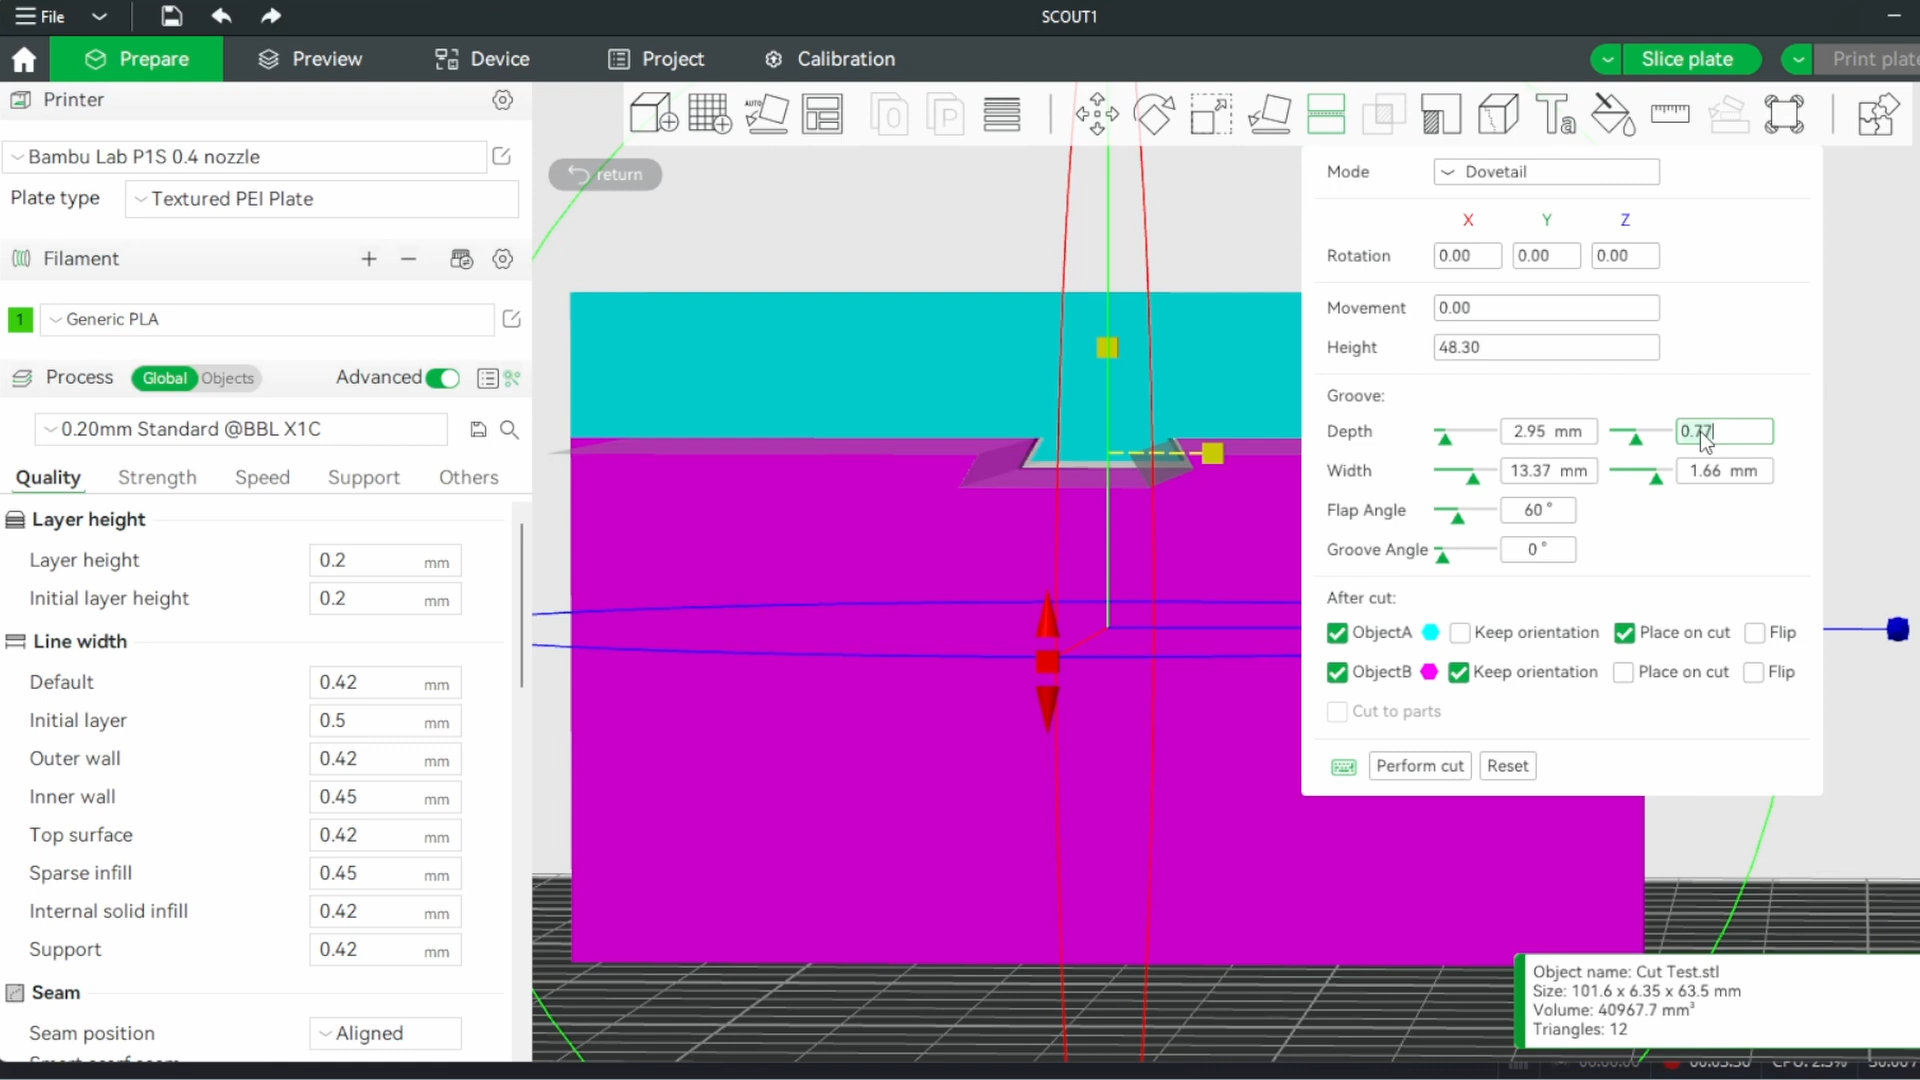 File
SCOUT1
Prepare
Preview
Device
Project
Calibration
Slice plate
Print plate
Printer
Bambu Lab P1S 0.4 nozzle
Plate type
Textured PEI Plate
Filament
1
Generic PLA
Process
Global
Objects
Advanced
0.20mm Standard @BBL X1C
Quality
Strength
Speed
Support
Others
Layer height
Layer height 0.2 mm
Initial layer height 0.2 mm
Line width
Default 0.42 mm
Initial layer 0.5 mm
Outer wall 0.42 mm
Inner wall 0.45 mm
Top surface 0.42 mm
Sparse infill 0.45 mm
Internal solid infill 0.42 mm
Support 0.42 mm
Seam
Seam position Aligned
AUTO
return
Mode Dovetail
X Y Z
Rotation 0.00 0.00 0.00
Movement 0.00
Height 48.30
Groove:
Depth 2.95 mm 0.77
Width 13.37 mm 1.66 mm
Flap Angle 60 °
Groove Angle 0 °
After cut:
ObjectA Keep orientation Place on cut Flip
ObjectB Keep orientation Place on cut Flip
Cut to parts
Perform cut Reset
Object name: Cut Test.stl
Size: 101.6 x 6.35 x 63.5 mm
Volume: 40967.7 mm³
Triangles: 12